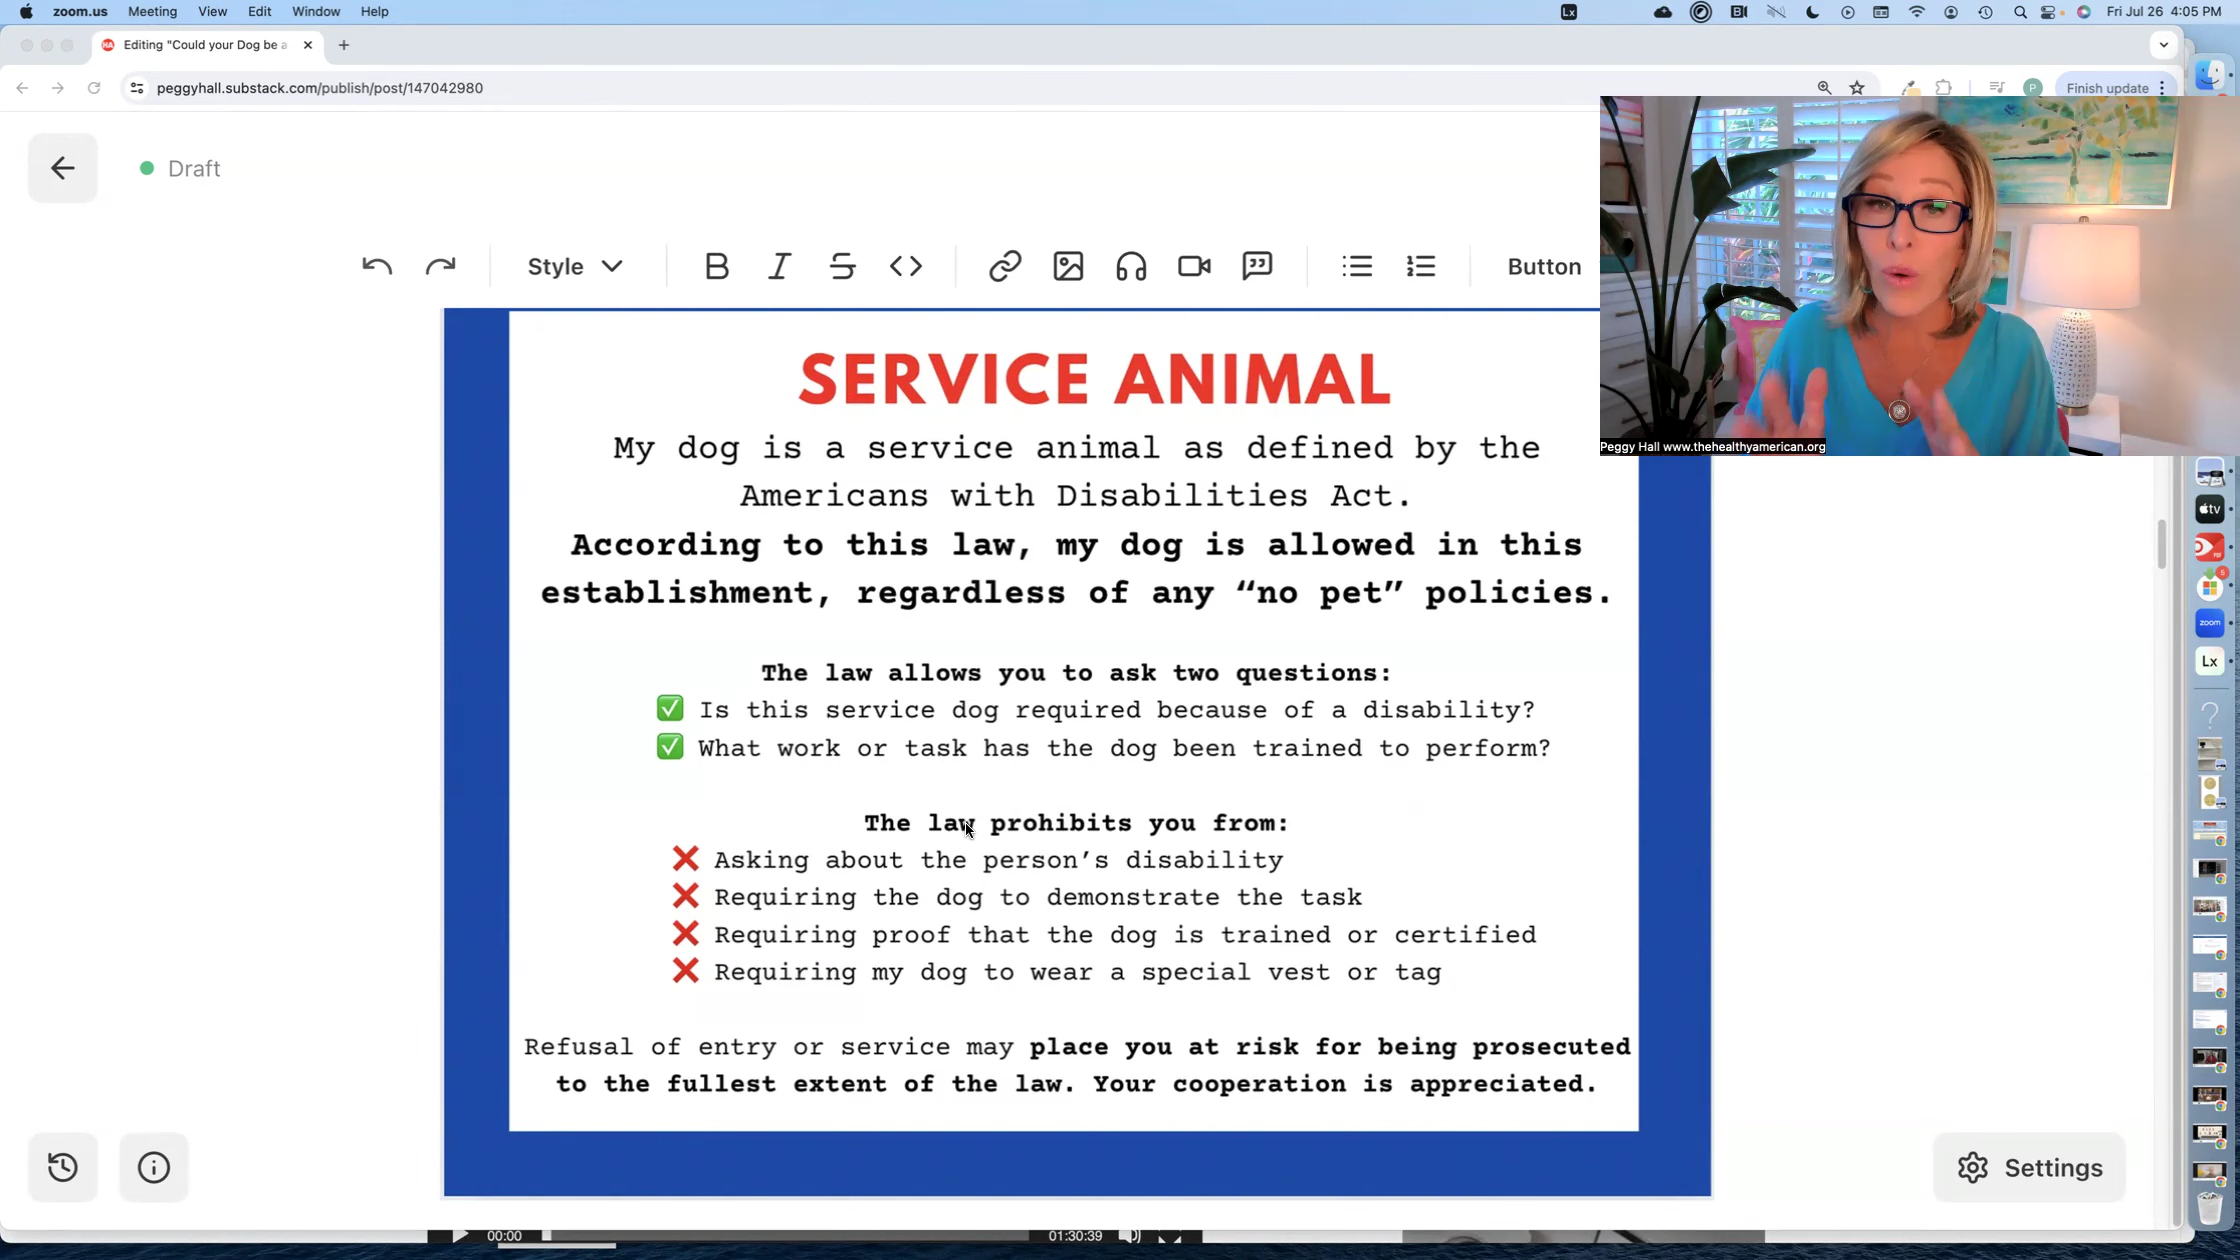 zoom.us Meeting View Edit Window Help
Lx
Fri Jul 26 4:05 PM
Editing "Could your Dog be a
peggyhall.substack.com/publish/post/147042980
P
Finish update
Draft
Style
B I S
Button
Peggy Hall www.thehealthyamerican.org
SERVICE ANIMAL
My dog is a service animal as defined by the
Americans with Disabilities Act.
According to this law, my dog is allowed in this
establishment, regardless of any “no pet” policies.
The law allows you to ask two questions:
✅ Is this service dog required because of a disability?
✅ What work or task has the dog been trained to perform?
The law prohibits you from:
❌ Asking about the person’s disability
❌ Requiring the dog to demonstrate the task
❌ Requiring proof that the dog is trained or certified
❌ Requiring my dog to wear a special vest or tag
Refusal of entry or service may place you at risk for being prosecuted
to the fullest extent of the law. Your cooperation is appreciated.
Settings
tv
zoom
Lx
00:00
01:30:39